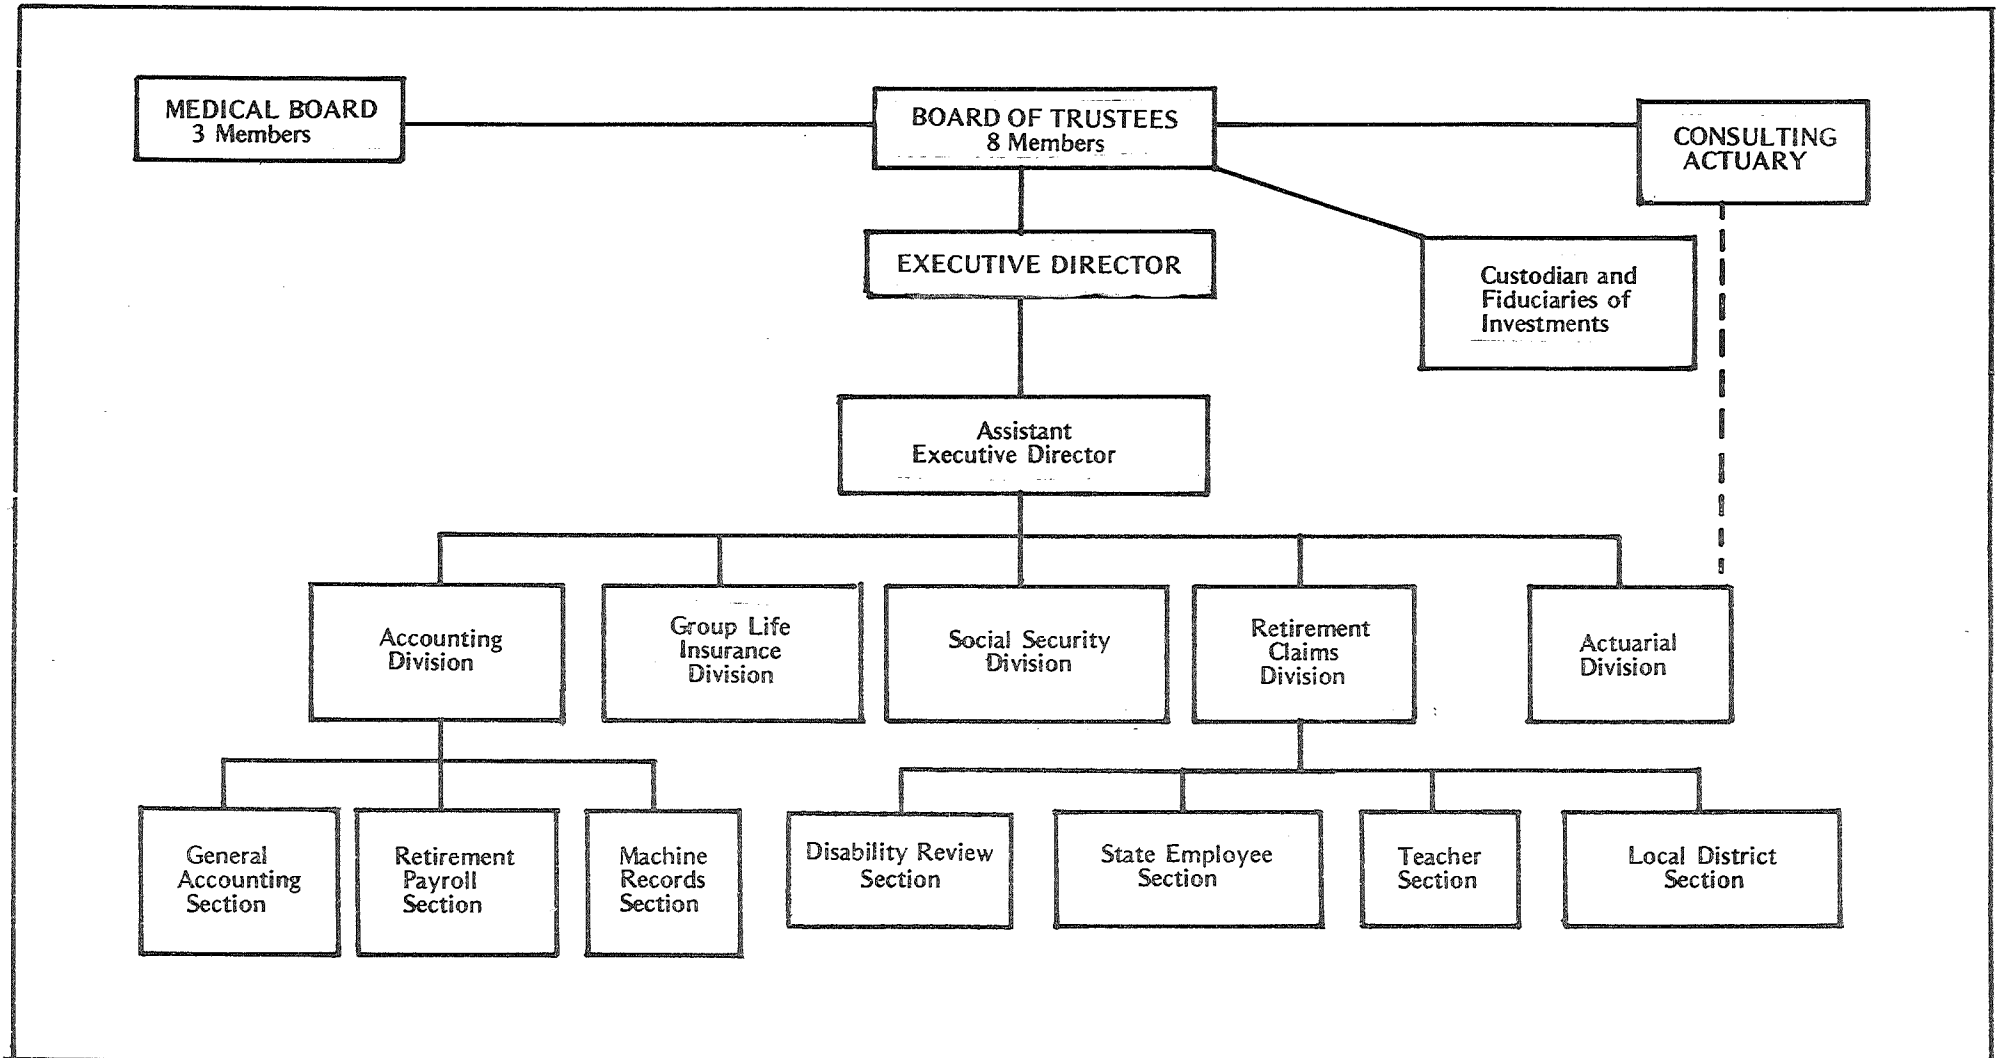 MEDICAL BOARD
3 Members
BOARD OF TRUSTEES
8 Members
CONSULTING
ACTUARY
EXECUTIVE DIRECTOR
Custodian and
Fiduciaries of
Investments
Assistant
Executive Director
Accounting
Division
Group Life
Insurance
Division
Social Security
Division
Retirement
Claims
Division
Actuarial
Division
General
Accounting
Section
Retirement
Payroll
Section
Machine
Records
Section
Disability Review
Section
State Employee
Section
Teacher
Section
Local District
Section